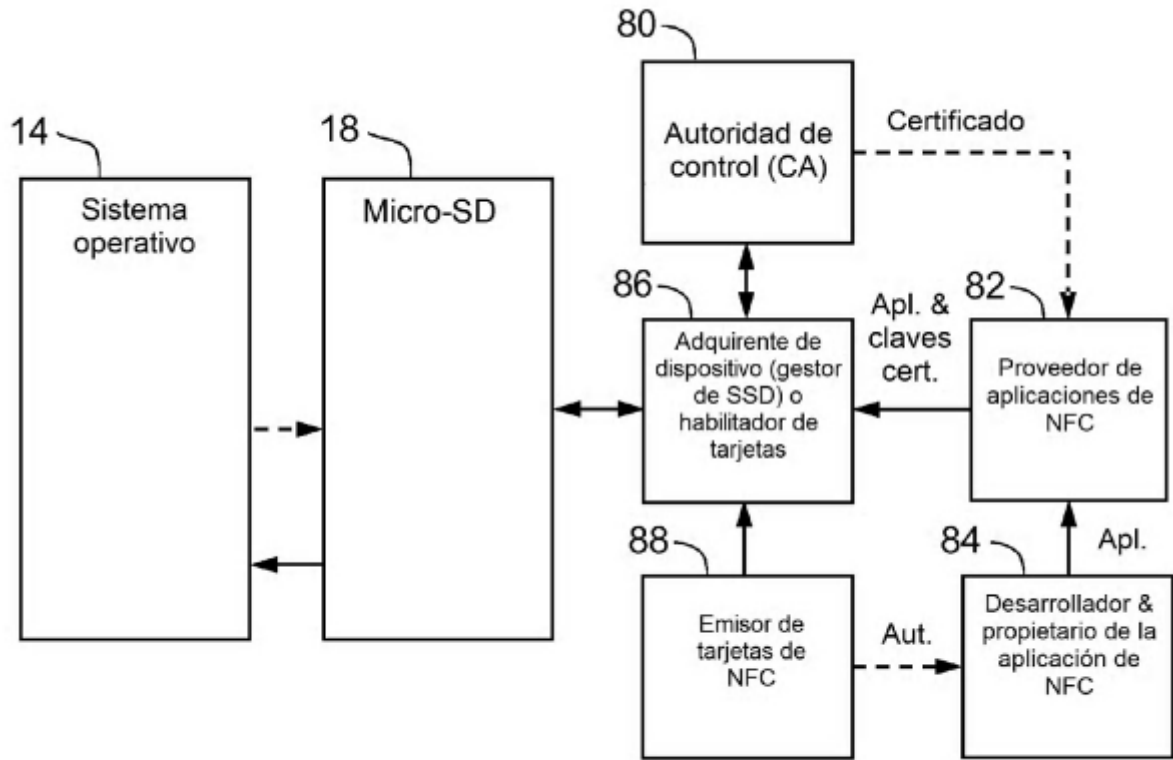 80
Autoridad de
control (CA)
Certificado
14
Sistema
operativo
18
Micro-SD
86
Adquirente de
dispositivo (gestor
de SSD) o
habilitador de
tarjetas
Apl. &
claves
cert.
82
Proveedor de
aplicaciones de
NFC
88
Emisor de
tarjetas de
NFC
Aut.
84
Apl.
Desarrollador &
propietario de la
aplicación de
NFC